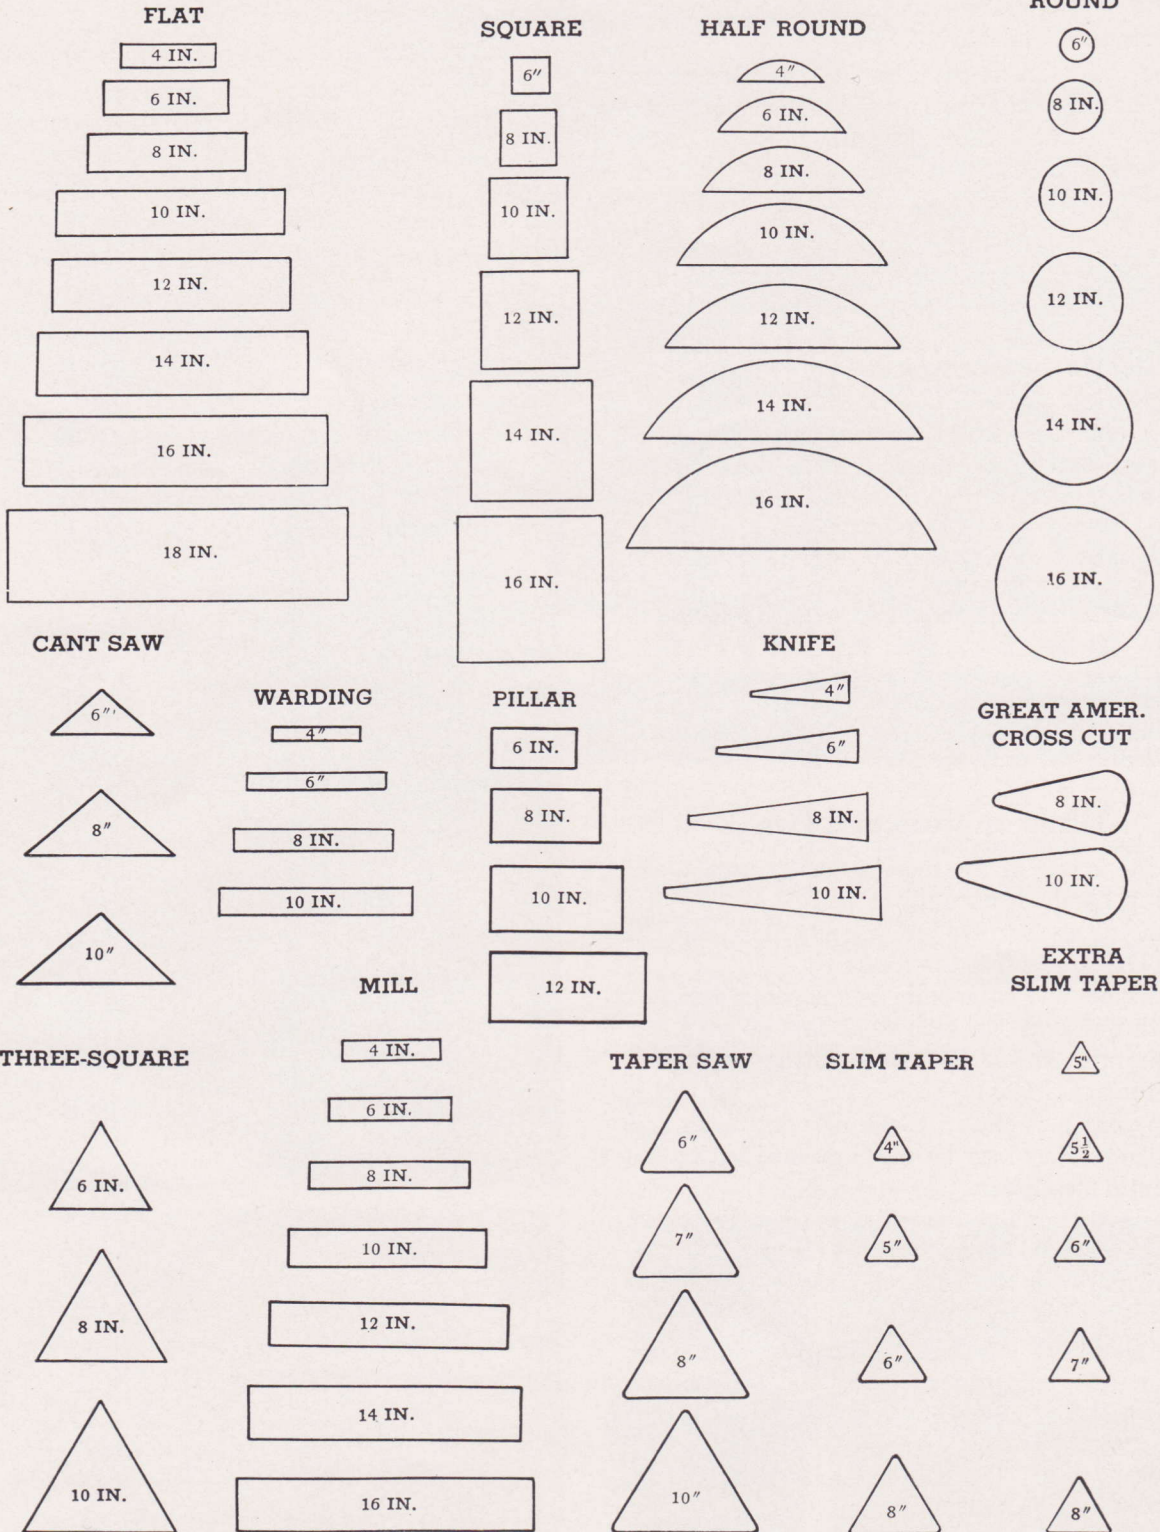 FLAT
4 IN.
6 IN.
8 IN.
10 IN.
12 IN.
14 IN.
16 IN.
18 IN.
SQUARE
6″
8 IN.
10 IN.
12 IN.
14 IN.
16 IN.
HALF ROUND
4″
6 IN.
8 IN.
10 IN.
12 IN.
14 IN.
16 IN.
ROUND
6″
8 IN.
10 IN.
12 IN.
14 IN.
16 IN.
CANT SAW
6″
8″
10″
WARDING
4″
6″
8 IN.
10 IN.
PILLAR
6 IN.
8 IN.
10 IN.
12 IN.
KNIFE
4″
6″
8 IN.
10 IN.
GREAT AMER.
CROSS CUT
8 IN.
10 IN.
THREE-SQUARE
6 IN.
8 IN.
10 IN.
MILL
4 IN.
6 IN.
8 IN.
10 IN.
12 IN.
14 IN.
16 IN.
TAPER SAW
6″
7″
8″
10″
SLIM TAPER
4"
5″
6″
8″
EXTRA
SLIM TAPER
5"
5½
6″
7″
8″